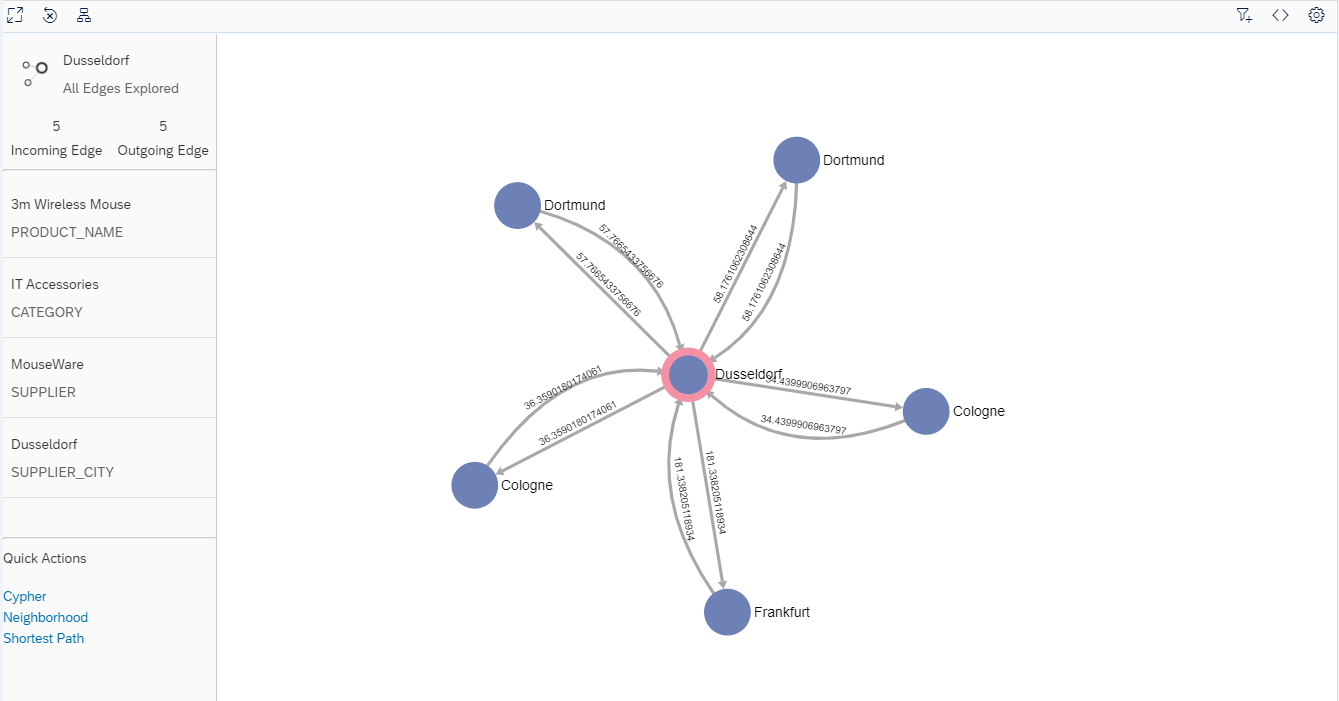 Dusseldorf
All Edges Explored
5 5
Incoming Edge Outgoing Edge
3m Wireless Mouse
PRODUCT_NAME
IT Accessories
CATEGORY
MouseWare
SUPPLIER
Dusseldorf
SUPPLIER_CITY
Quick Actions
Cypher
Neighborhood
Shortest Path
Dortmund
Dortmund
57.7665433756676
57.7665433756676
58.1761062308644
58.1761062308644
Dusseldorf
34.4399906963797
34.4399906963797
Cologne
36.3590180174061
36.3590180174061
Cologne
181.338205118934
181.338205118934
Frankfurt